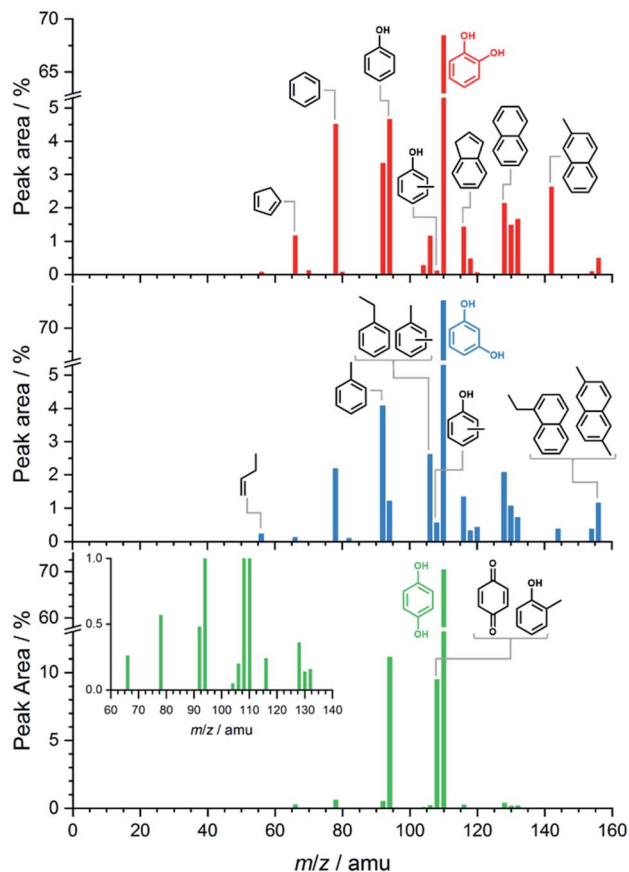 70
65
5
4
3
2
1
0
Peak area / %
OH
OH
OH
OH
70
5
4
3
2
1
0
Peak area / %
OH
OH
OH
70
60
10
5
0
Peak Area / %
1.0
0.5
0.0
60 70 80 90 100 110 120 130 140
m/z / amu
OH
OH
O
O
OH
0 20 40 60 80 100 120 140 160
m/z / amu